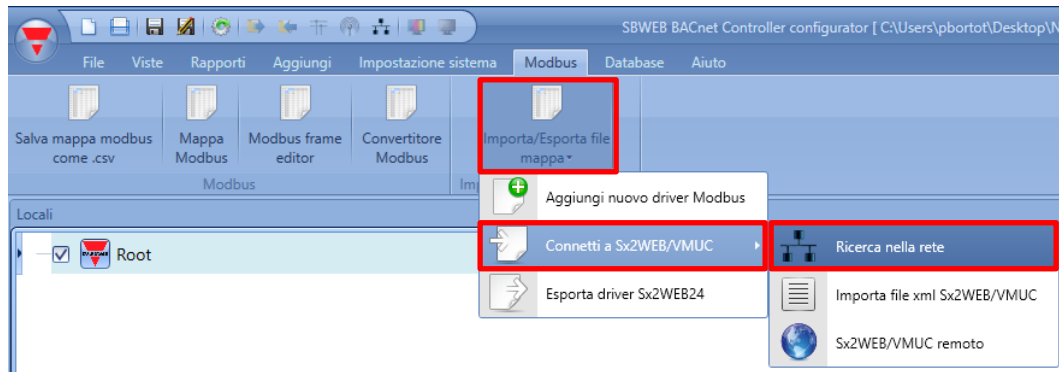 SBWEB BACnet Controller configurator [ C:\Users\pbortot\Desktop\N
File Viste Rapporti Aggiungi Impostazione sistema Modbus Database Aiuto
Salva mappa modbus come .csv
Mappa Modbus
Modbus frame editor
Convertitore Modbus
Importa/Esporta file mappa
Modbus
Im
Locali
Root
Aggiungi nuovo driver Modbus
Connetti a Sx2WEB/VMUC
Esporta driver Sx2WEB24
Ricerca nella rete
Importa file xml Sx2WEB/VMUC
Sx2WEB/VMUC remoto